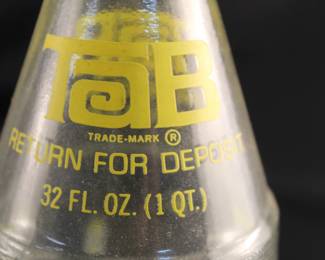 TaB
TRADE-MARK ®
RETURN FOR DEPOSIT
32 FL. OZ. (1 QT.)